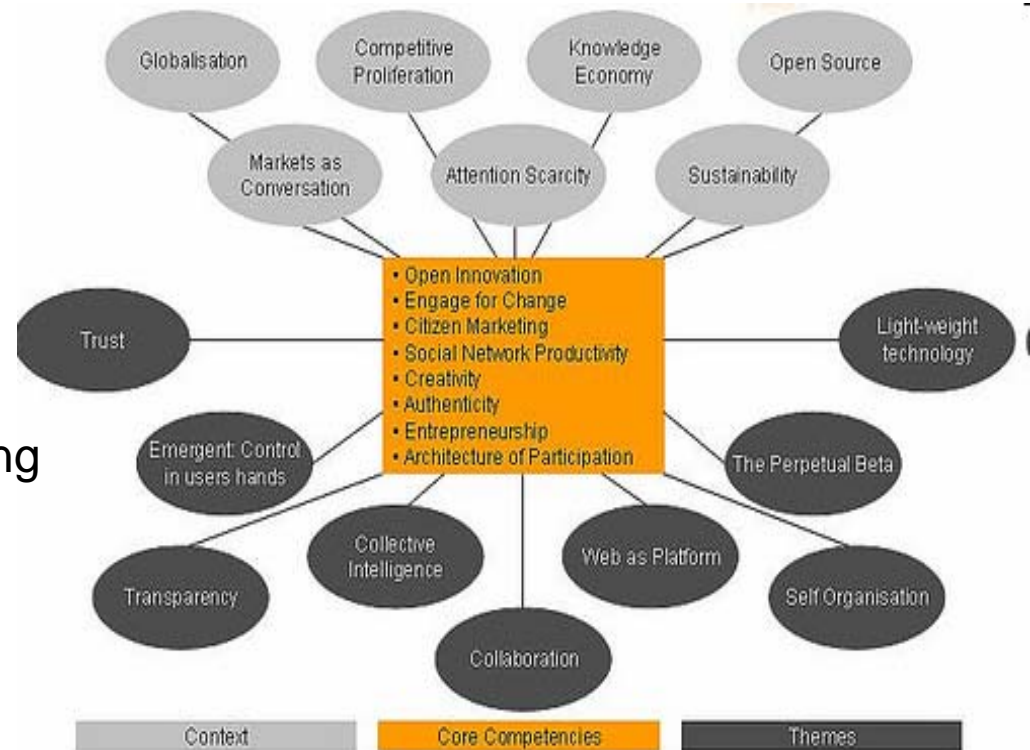 Globalisation
Competitive
Proliferation
Knowledge
Economy
Open Source
Markets as
Conversation
Attention Scarcity
Sustainability
• Open Innovation
• Engage for Change
• Citizen Marketing
• Social Network Productivity
• Creativity
• Authenticity
• Entrepreneurship
• Architecture of Participation
Trust
Light-weight
technology
ng
Emergent: Control
in users hands
The Perpetual Beta
Collective
Intelligence
Web as Platform
Transparency
Self Organisation
Collaboration
Context
Core Competencies
Themes